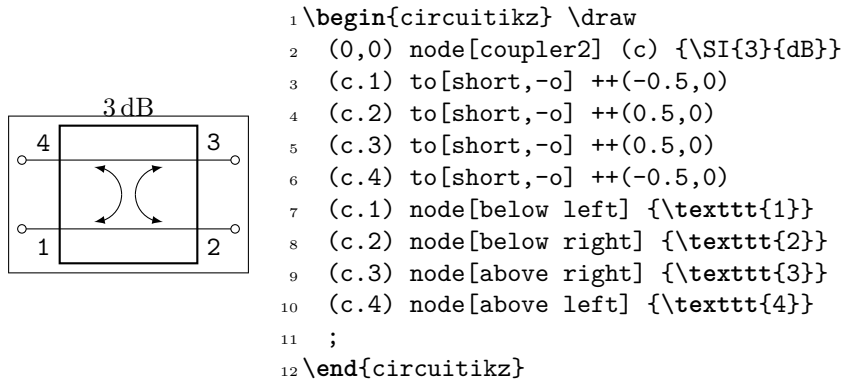 3 dB
4 3
1 2
1 \begin{circuitikz} \draw
2 (0,0) node[coupler2] (c) {\SI{3}{dB}}
3 (c.1) to[short,-o] ++(-0.5,0)
4 (c.2) to[short,-o] ++(0.5,0)
5 (c.3) to[short,-o] ++(0.5,0)
6 (c.4) to[short,-o] ++(-0.5,0)
7 (c.1) node[below left] {\texttt{1}}
8 (c.2) node[below right] {\texttt{2}}
9 (c.3) node[above right] {\texttt{3}}
10 (c.4) node[above left] {\texttt{4}}
11 ;
12 \end{circuitikz}